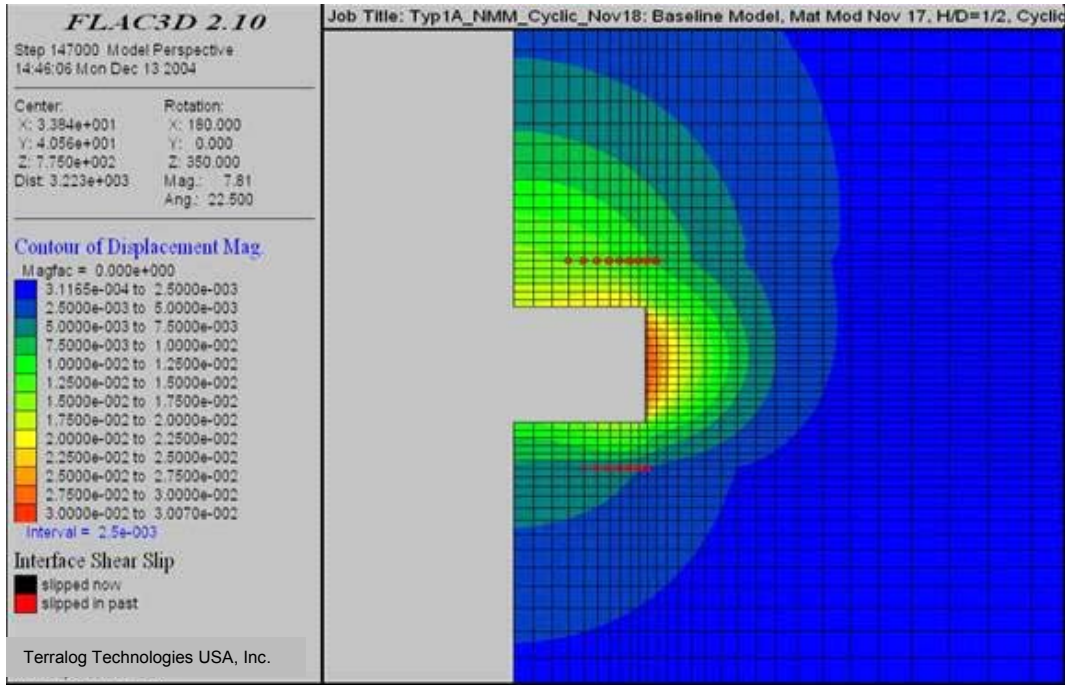 FLAC3D 2.10
Job Title: Typ1A_NMM_Cyclic_Nov18: Baseline Model, Mat Mod Nov 17, H/D=1/2, Cyclic
Step 147000 Model Perspective
14:46:06 Mon Dec 13 2004
Center: Rotation:
X: 3.384e+001 X: 180.000
Y: 4.056e+001 Y: 0.000
Z: 7.750e+002 Z: 350.000
Dist: 3.223e+003 Mag.: 7.81
Ang.: 22.500
Contour of Displacement Mag.
Magfac = 0.000e+000
3.1165e-004 to 2.5000e-003
2.5000e-003 to 5.0000e-003
5.0000e-003 to 7.5000e-003
7.5000e-003 to 1.0000e-002
1.0000e-002 to 1.2500e-002
1.2500e-002 to 1.5000e-002
1.5000e-002 to 1.7500e-002
1.7500e-002 to 2.0000e-002
2.0000e-002 to 2.2500e-002
2.2500e-002 to 2.5000e-002
2.5000e-002 to 2.7500e-002
2.7500e-002 to 3.0000e-002
3.0000e-002 to 3.0070e-002
Interval = 2.5e-003
Interface Shear Slip
slipped now
slipped in past
Terralog Technologies USA, Inc.